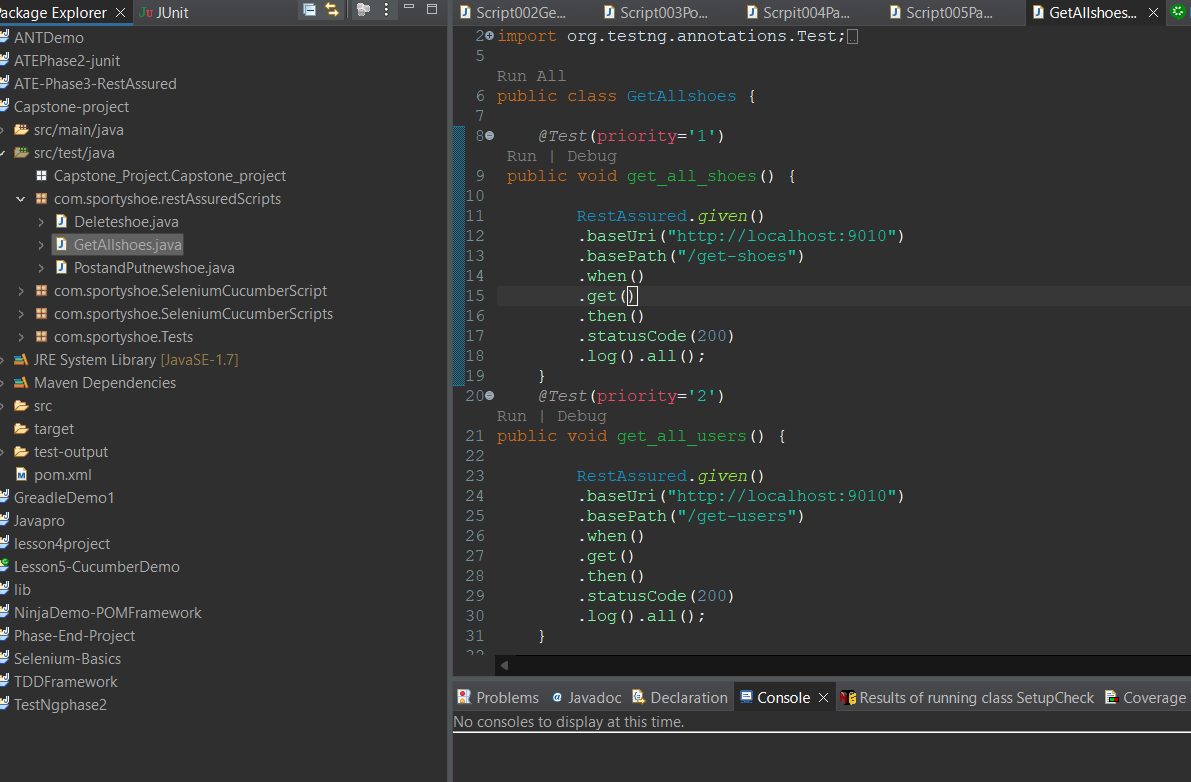 Package Explorer
JUnit
ANTDemo
ATEPhase2-junit
ATE-Phase3-RestAssured
Capstone-project
src/main/java
src/test/java
Capstone_Project.Capstone_project
com.sportyshoe.restAssuredScripts
Deleteshoe.java
GetAllshoes.java
PostandPutnewshoe.java
com.sportyshoe.SeleniumCucumberScript
com.sportyshoe.SeleniumCucumberScripts
com.sportyshoe.Tests
JRE System Library [JavaSE-1.7]
Maven Dependencies
src
target
test-output
pom.xml
GreadleDemo1
Javapro
lesson4project
Lesson5-CucumberDemo
lib
NinjaDemo-POMFramework
Phase-End-Project
Selenium-Basics
TDDFramework
TestNgphase2
Script002Ge... Script003Po... Scrpit004Pa... Script005Pa... GetAllshoes...
2 import org.testng.annotations.Test;
5
Run All
6 public class GetAllshoes {
7
8 @Test(priority='1')
Run | Debug
9 public void get_all_shoes() {
10
11 RestAssured.given()
12 .baseUri("http://localhost:9010")
13 .basePath("/get-shoes")
14 .when()
15 .get()
16 .then()
17 .statusCode(200)
18 .log().all();
19 }
20 @Test(priority='2')
Run | Debug
21 public void get_all_users() {
22
23 RestAssured.given()
24 .baseUri("http://localhost:9010")
25 .basePath("/get-users")
26 .when()
27 .get()
28 .then()
29 .statusCode(200)
30 .log().all();
31 }
32
Problems Javadoc Declaration Console Results of running class SetupCheck Coverage
No consoles to display at this time.